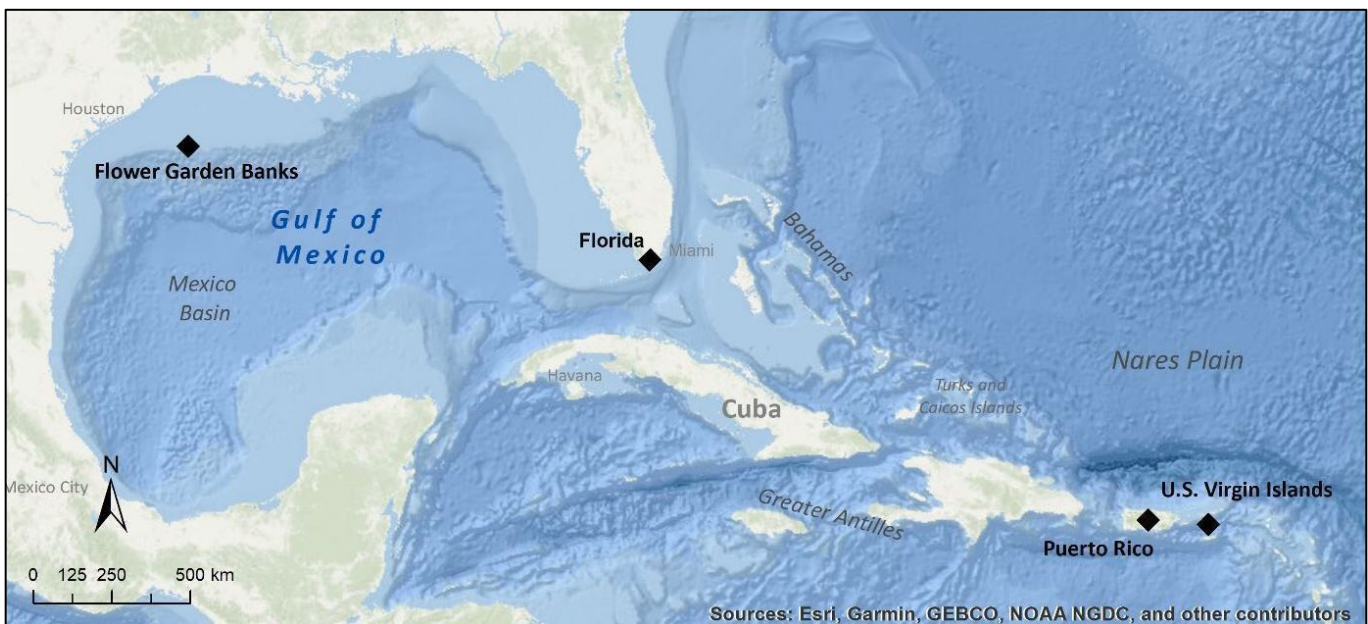 Houston
Flower Garden Banks
Gulf of
Mexico
Mexico
Basin
Florida
Miami
Bahamas
Nares Plain
Turks and
Caicos Islands
Havana
Cuba
Greater Antilles
U.S. Virgin Islands
Puerto Rico
Mexico City
N
0 125 250 500 km
Sources: Esri, Garmin, GEBCO, NOAA NGDC, and other contributors